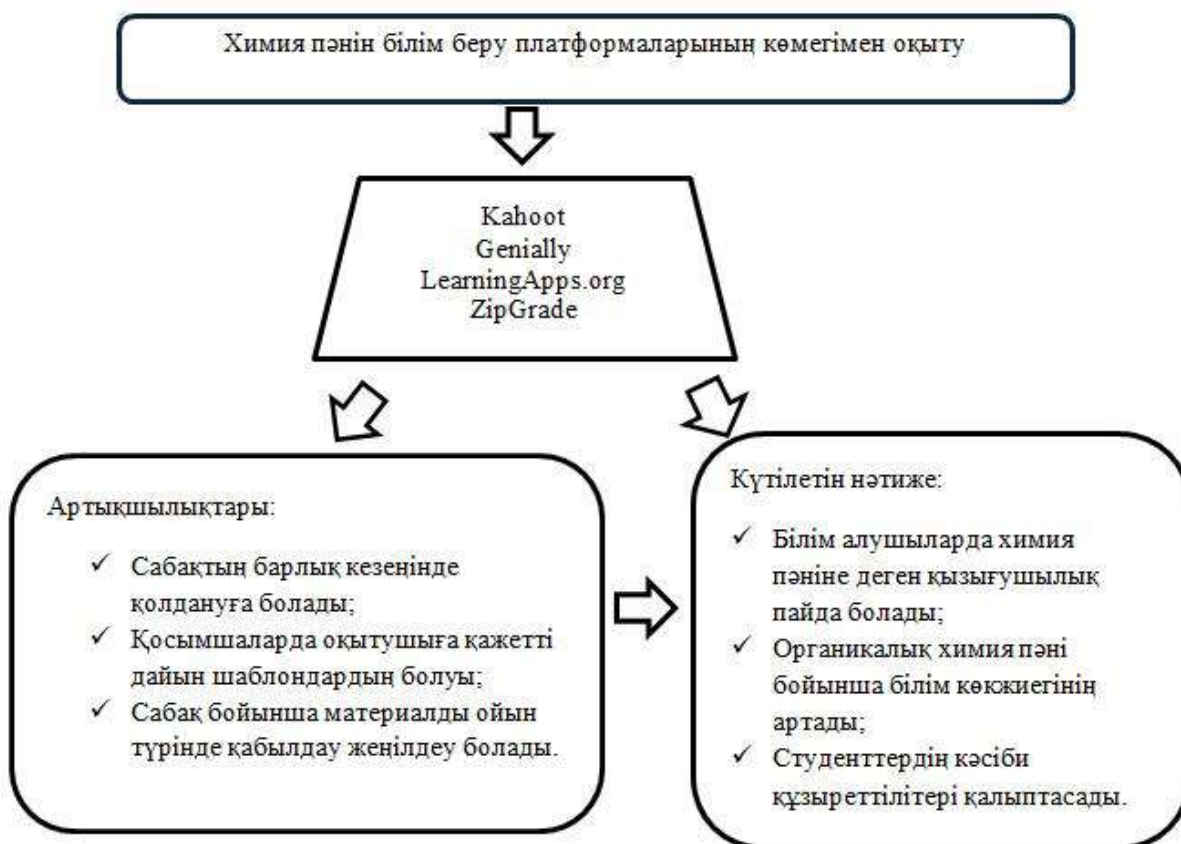 Химия пәнін білім беру платформаларының көмегімен оқыту
Kahoot
Genially
LearningApps.org
ZipGrade
Артықшылықтары:
✓ Сабақтың барлық кезеңінде
қолдануға болады;
✓ Қосымшаларда оқытушыға қажетті
дайын шаблондардың болуы;
✓ Сабақ бойынша материалды ойын
түрінде қабылдау жеңілдеу болады.
Күтілетін нәтиже:
✓ Білім алушыларда химия
пәніне деген қызығушылық
пайда болады;
✓ Органикалық химия пәні
бойынша білім көкжиегінің
артады;
✓ Студенттердің кәсіби
құзыреттілітері қалыптасады.